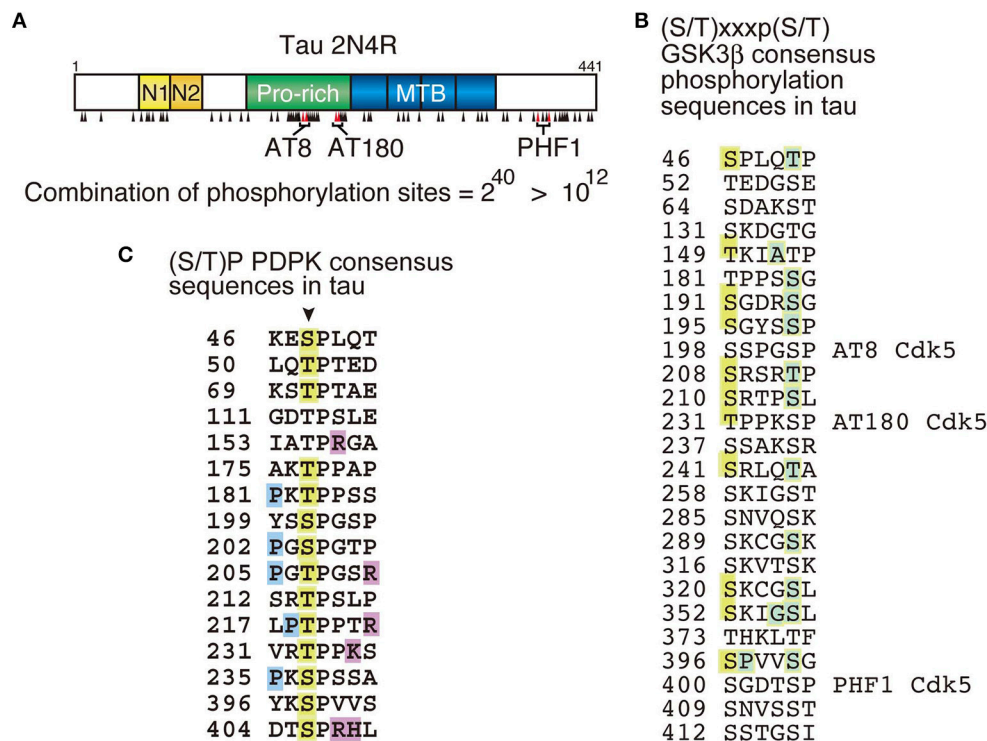 A
Tau 2N4R
1 441
N1 N2 Pro-rich MTB
AT8 AT180 PHF1
Combination of phosphorylation sites = 2^40 > 10^12
B
(S/T)xxxp(S/T)
GSK3β consensus
phosphorylation
sequences in tau
46 SPLQTP
52 TEDGSE
64 SDAKST
131 SKDGTG
149 TKIATP
181 TPPSSG
191 SGDRSG
195 SGYSSP
198 SSPGSP AT8 Cdk5
208 SRSRTP
210 SRTPSL
231 TPPKSP AT180 Cdk5
237 SSAKSR
241 SRLQTA
258 SKIGST
285 SNVQSK
289 SKCGSK
316 SKVTSK
320 SKCGSL
352 SKIGSL
373 THKLTF
396 SPVVSG
400 SGDTSP PHF1 Cdk5
409 SNVSST
412 SSTGSI
C
(S/T)P PDPK consensus
sequences in tau
46 KESPLQT
50 LQTPTED
69 KSTPTAE
111 GDTPSLE
153 IATPRGA
175 AKTPPAP
181 PKTPPSS
199 YSSPGSP
202 PGSPGTP
205 PGTPGSR
212 SRTPSLP
217 LPTPPTR
231 VRTPPKS
235 PKSPSSA
396 YKSPVVS
404 DTSPRHL